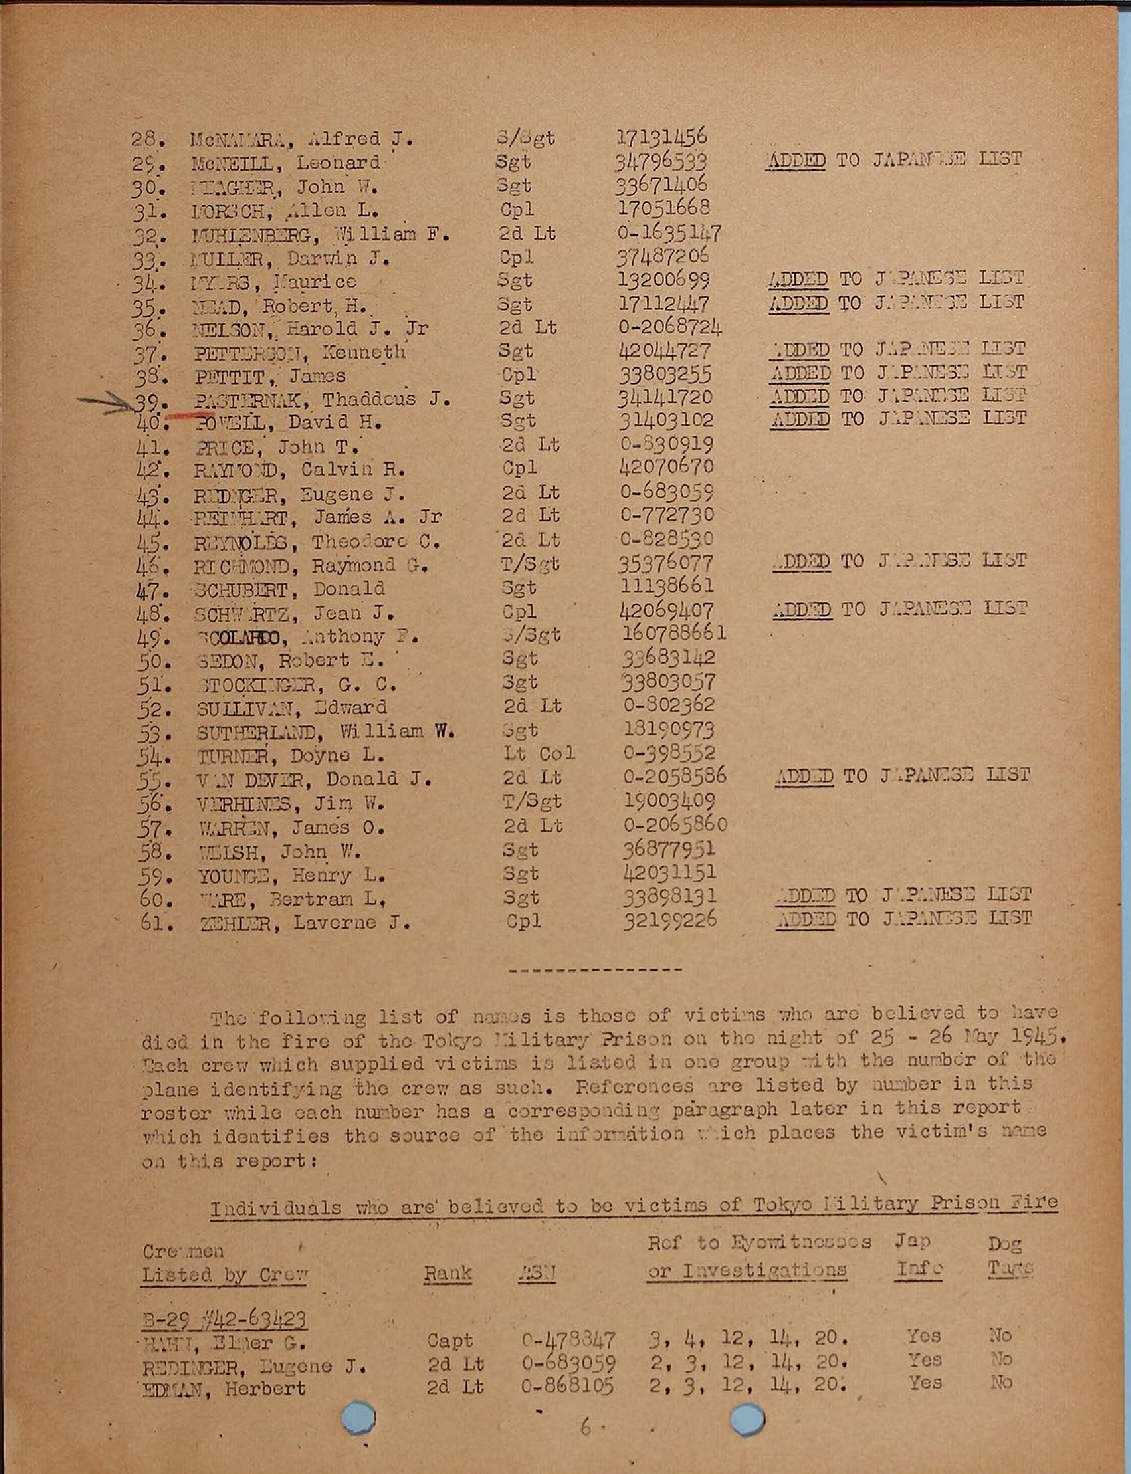 28. McNAMARA, Alfred J. S/Sgt 17131456
29. McNEILL, Leonard Sgt 34796533 ADDED TO JAPANESE LIST
30. MEAGHER, John W. Sgt 33671406
31. MORSCH, Allen L. Cpl 17051668
32. MUHLENBERG, William F. 2d Lt 0-1635147
33. MULLER, Darwin J. Cpl 37487206
34. MYERS, Maurice Sgt 13200699 ADDED TO JAPANESE LIST
35. NEAD, Robert H. Sgt 17112447 ADDED TO JAPANESE LIST
36. NELSON, Harold J. Jr 2d Lt 0-2068724
37. PETTERSON, Kenneth Sgt 42044727 ADDED TO JAPANESE LIST
38. PETTIT, James Cpl 33803255 ADDED TO JAPANESE LIST
39. PASTERNAK, Thaddeus J. Sgt 34141720 ADDED TO JAPANESE LIST
40. POWELL, David H. Sgt 31403102 ADDED TO JAPANESE LIST
41. PRICE, John T. 2d Lt 0-830919
42. RAYMOND, Calvin R. Cpl 42070670
43. REDINGER, Eugene J. 2d Lt 0-683059
44. REINHART, James A. Jr 2d Lt 0-772730
45. REYNOLDS, Theodore C. 2d Lt 0-828530
46. RICHMOND, Raymond G. T/Sgt 35376077 ADDED TO JAPANESE LIST
47. SCHUBERT, Donald Sgt 11138661
48. SCHWARTZ, Jean J. Cpl 42069407 ADDED TO JAPANESE LIST
49. SCOLARDO, Anthony F. S/Sgt 160788661
50. SEDON, Robert E. Sgt 33683142
51. STOCKINGER, G. C. Sgt 33803057
52. SULLIVAN, Edward 2d Lt 0-802362
53. SUTHERLAND, William W. Sgt 18190973
54. TURNER, Doyne L. Lt Col 0-398552
55. VAN DEVER, Donald J. 2d Lt 0-2058586 ADDED TO JAPANESE LIST
56. VERHINES, Jim W. T/Sgt 19003409
57. WARREN, James O. 2d Lt 0-2065860
58. WELSH, John W. Sgt 36877951
59. YOUNGE, Henry L. Sgt 42031151
60. WARE, Bertram L, Sgt 33898131 ADDED TO JAPANESE LIST
61. ZEHLER, Laverne J. Cpl 32199226 ADDED TO JAPANESE LIST
---------------
The following list of names is those of victims who are believed to have
died in the fire of the Tokyo Military Prison on the night of 25 - 26 May 1945.
Each crew which supplied victims is listed in one group with the number of the
plane identifying the crew as such. References are listed by number in this
roster while each number has a corresponding paragraph later in this report
which identifies the source of the information which places the victim's name
on this report:
Individuals who are believed to be victims of Tokyo Military Prison Fire
Crewmen Ref to Eyewitnesses Jap Dog
Listed by Crew Rank ASN or Investigations Info Tags
B-29 #42-63423
HAHN, Elmer G. Capt 0-478847 3, 4, 12, 14, 20. Yes No
REDINGER, Eugene J. 2d Lt 0-683059 2, 3, 12, 14, 20. Yes No
EDMAN, Herbert 2d Lt 0-868105 2, 3, 12, 14, 20. Yes No
6